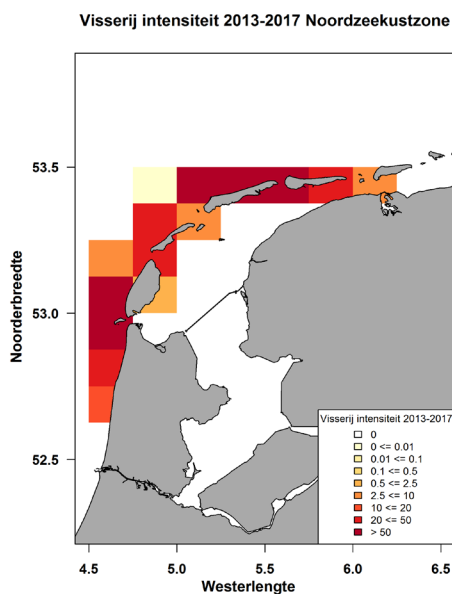 Visserij intensiteit 2013-2017 Noordzeekustzone
Noorderbreedte
53.5
53.0
52.5
4.5 5.0 5.5 6.0 6.5
Westerlengte
Visserij intensiteit 2013-2017
0
0 <= 0.01
0.01 <= 0.1
0.1 <= 0.5
0.5 <= 2.5
2.5 <= 10
10 <= 20
20 <= 50
> 50